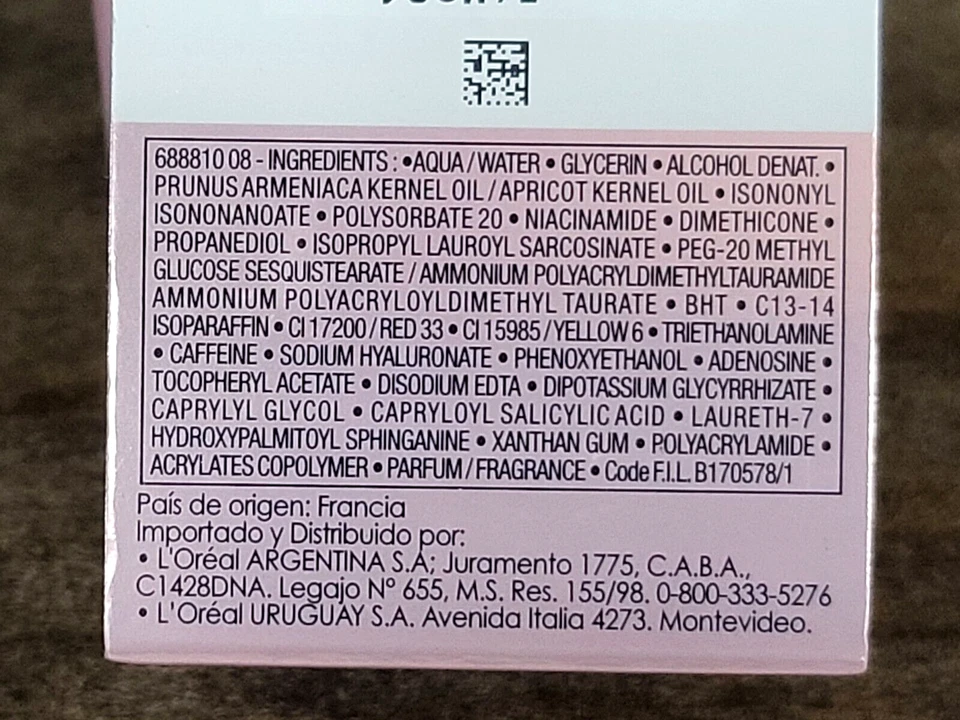 688810 08 - INGREDIENTS : • AQUA / WATER • GLYCERIN • ALCOHOL DENAT. •
PRUNUS ARMENIACA KERNEL OIL / APRICOT KERNEL OIL • ISONONYL
ISONONANOATE • POLYSORBATE 20 • NIACINAMIDE • DIMETHICONE •
PROPANEDIOL • ISOPROPYL LAUROYL SARCOSINATE • PEG-20 METHYL
GLUCOSE SESQUISTEARATE / AMMONIUM POLYACRYLDIMETHYLTAURAMIDE
AMMONIUM POLYACRYLOYLDIMETHYL TAURATE • BHT • C13-14
ISOPARAFFIN • CI 17200 / RED 33 • CI 15985 / YELLOW 6 • TRIETHANOLAMINE
• CAFFEINE • SODIUM HYALURONATE • PHENOXYETHANOL • ADENOSINE •
TOCOPHERYL ACETATE • DISODIUM EDTA • DIPOTASSIUM GLYCYRRHIZATE •
CAPRYLYL GLYCOL • CAPRYLOYL SALICYLIC ACID • LAURETH-7 •
HYDROXYPALMITOYL SPHINGANINE • XANTHAN GUM • POLYACRYLAMIDE •
ACRYLATES COPOLYMER • PARFUM / FRAGRANCE • Code F.I.L. B170578/1
País de origen: Francia
Importado y Distribuido por:
• L'Oréal ARGENTINA S.A; Juramento 1775, C.A.B.A.,
C1428DNA. Legajo Nº 655, M.S. Res. 155/98. 0-800-333-5276
• L'Oréal URUGUAY S.A. Avenida Italia 4273. Montevideo.